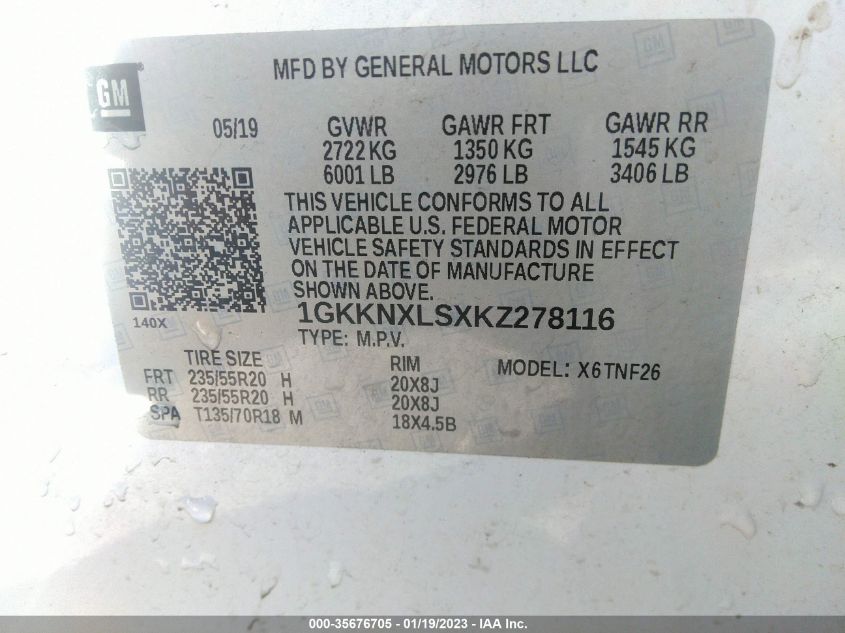 MFD BY GENERAL MOTORS LLC
GM
05/19 GVWR GAWR FRT GAWR RR
2722 KG 1350 KG 1545 KG
6001 LB 2976 LB 3406 LB
THIS VEHICLE CONFORMS TO ALL
APPLICABLE U.S. FEDERAL MOTOR
VEHICLE SAFETY STANDARDS IN EFFECT
ON THE DATE OF MANUFACTURE
SHOWN ABOVE.
140X
1GKKNXLSXKZ278116
TYPE: M.P.V.
TIRE SIZE RIM MODEL: X6TNF26
FRT 235/55R20 H 20X8J
RR 235/55R20 H 20X8J
SPA T135/70R18 M 18X4.5B
000-35676705 - 01/19/2023 - IAA Inc.